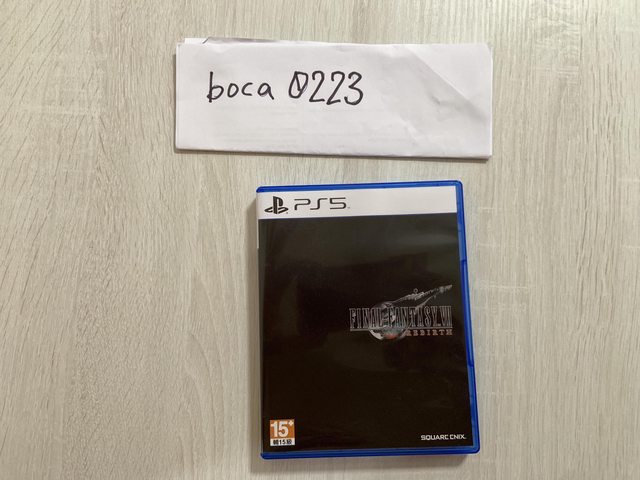 boca 0223
PS5
FINAL FANTASY VII
REBIRTH
15+
輔15級
SQUARE ENIX.